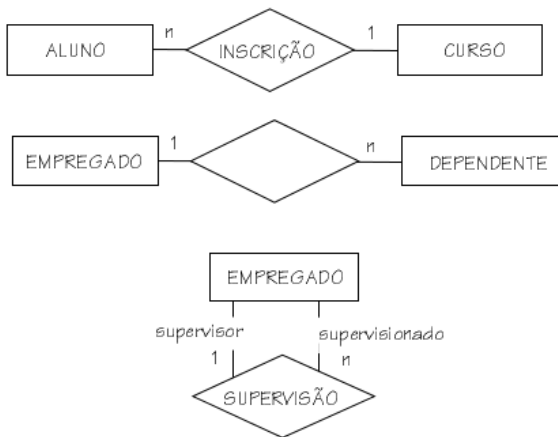 ALUNO n INSCRIÇÃO 1 CURSO
EMPREGADO 1 n DEPENDENTE
EMPREGADO
supervisor supervisionado
1 n
SUPERVISÃO